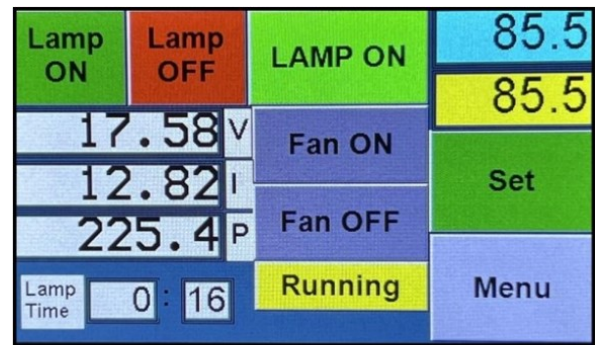 Lamp
ON
Lamp
OFF
LAMP ON
85.5
85.5
17.58 V
12.82 I
225.4 P
Fan ON
Fan OFF
Set
Lamp
Time
0 : 16
Running
Menu